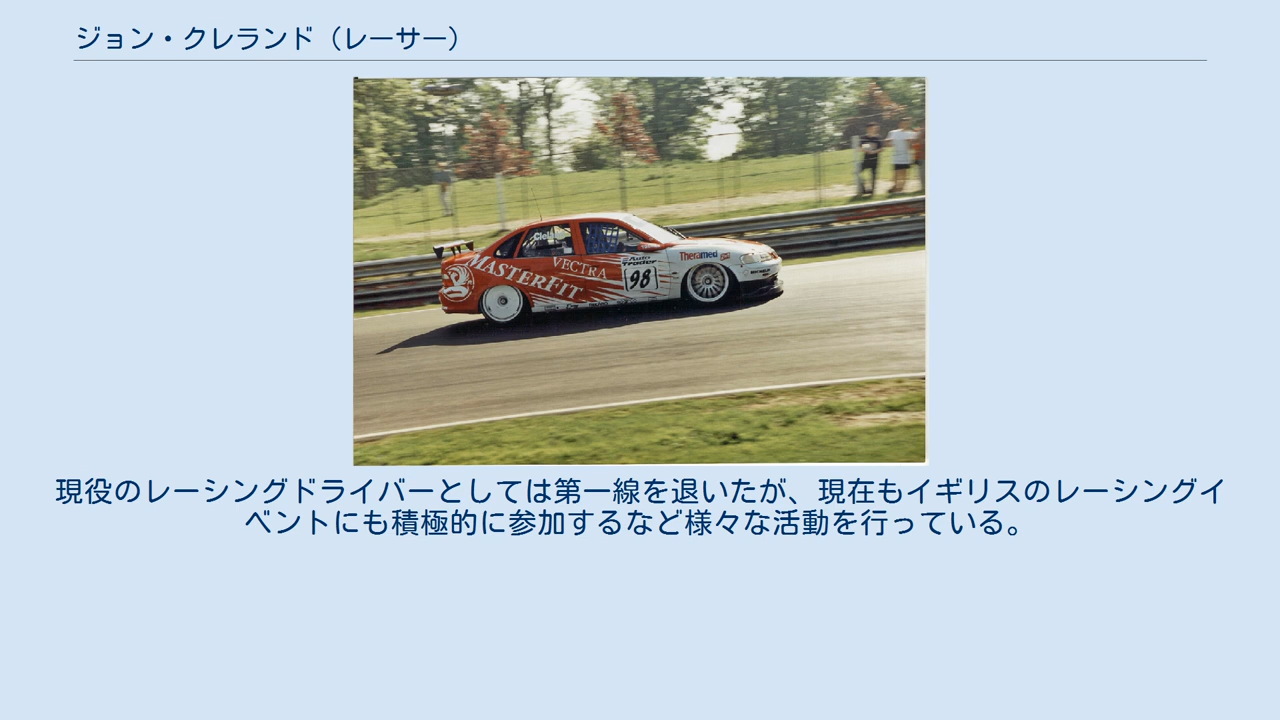 ジョン・クレランド（レーサー）
Clel
VECTRA
MASTERFIT
Auto
Trader
98
Theramed
現役のレーシングドライバーとしては第一線を退いたが、現在もイギリスのレーシングイ
ベントにも積極的に参加するなど様々な活動を行っている。